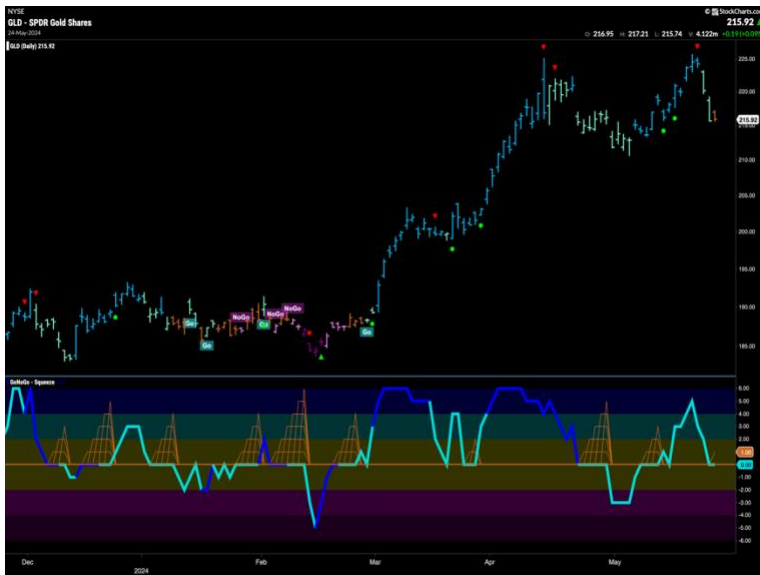 NYSE
© StockCharts.com
GLD - SPDR Gold Shares
215.92
24-May-2024
O: 216.95 H: 217.21 L: 215.74 V: 4.122m
GLD (Daily) 215.92
225.00
220.00
215.92
215.00
210.00
205.00
200.00
195.00
190.00
185.00
Go
Go
NoGo
Go
NoGo
NoGo
Go
GoNoGo - Squeeze
6.00
5.00
4.00
3.00
2.00
1.00
0.00
-1.00
-2.00
-3.00
-4.00
-5.00
-6.00
Dec
2024
Feb
Mar
Apr
May